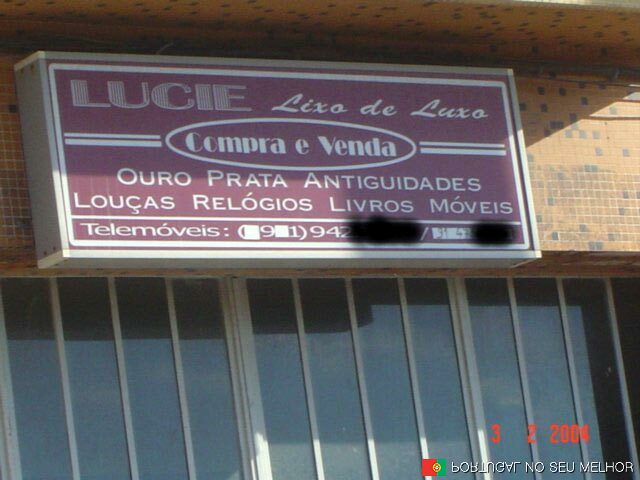 LUCIE Lixo de Luxo
Compra e Venda
OURO PRATA ANTIGUIDADES
LOUÇAS RELÓGIOS LIVROS MÓVEIS
Telemóveis:
3 2 2004
PORTUGAL NO SEU MELHOR